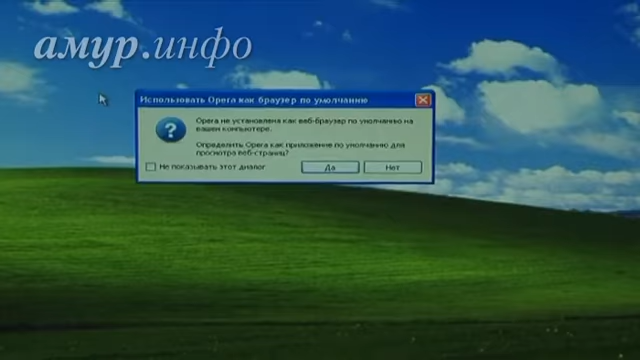 амур.инфо
Использовать Opera как браузер по умолчанию
Opera не установлена как веб-браузер по умолчанию на
вашем компьютере.
Определить Opera как приложение по умолчанию для
просмотра веб-страниц?
Не показывать этот диалог
Да
Нет